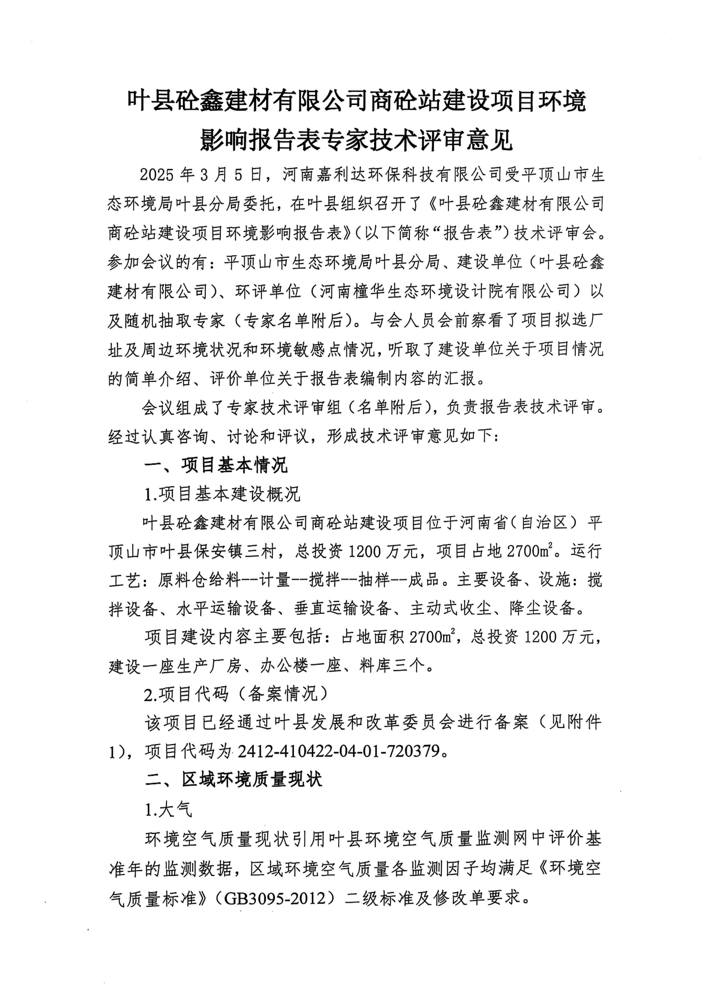 叶县砼鑫建材有限公司商砼站建设项目环境
影响报告表专家技术评审意见
2025 年 3 月 5 日，河南嘉利达环保科技有限公司受平顶山市生
态环境局叶县分局委托，在叶县组织召开了《叶县砼鑫建材有限公司
商砼站建设项目环境影响报告表》（以下简称“报告表”）技术评审会。
参加会议的有：平顶山市生态环境局叶县分局、建设单位（叶县砼鑫
建材有限公司）、环评单位（河南橦华生态环境设计院有限公司）以
及随机抽取专家（专家名单附后）。与会人员会前察看了项目拟选厂
址及周边环境状况和环境敏感点情况，听取了建设单位关于项目情况
的简单介绍、评价单位关于报告表编制内容的汇报。
会议组成了专家技术评审组（名单附后），负责报告表技术评审。
经过认真咨询、讨论和评议，形成技术评审意见如下：
一、项目基本情况
1.项目基本建设概况
叶县砼鑫建材有限公司商砼站建设项目位于河南省（自治区）平
顶山市叶县保安镇三村，总投资 1200 万元，项目占地 2700㎡。运行
工艺：原料仓给料--计量--搅拌--抽样--成品。主要设备、设施：搅
拌设备、水平运输设备、垂直运输设备、主动式收尘、降尘设备。
项目建设内容主要包括：占地面积 2700㎡，总投资 1200 万元，
建设一座生产厂房、办公楼一座、料库三个。
2.项目代码（备案情况）
该项目已经通过叶县发展和改革委员会进行备案（见附件
1），项目代码为 2412-410422-04-01-720379。
二、区域环境质量现状
1.大气
环境空气质量现状引用叶县环境空气质量监测网中评价基
准年的监测数据，区域环境空气质量各监测因子均满足《环境空
气质量标准》（GB3095-2012）二级标准及修改单要求。